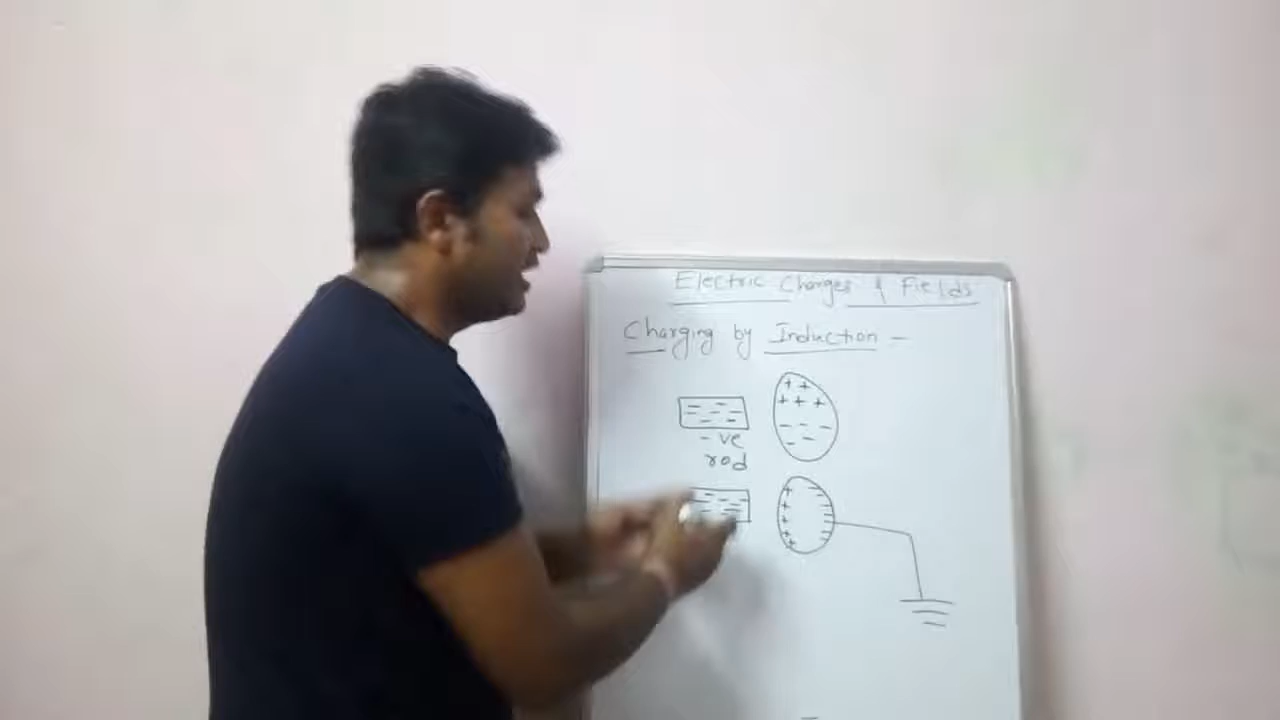 Electric Charges & Fields
Charging by Induction -
+ +
+ + +
- ve
rod